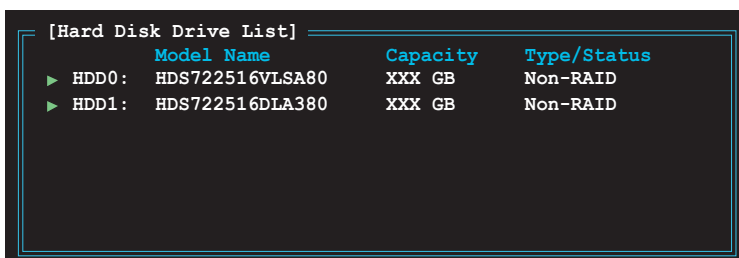 [Hard Disk Drive List]
Model Name Capacity Type/Status
HDD0: HDS722516VLSA80 XXX GB Non-RAID
HDD1: HDS722516DLA380 XXX GB Non-RAID